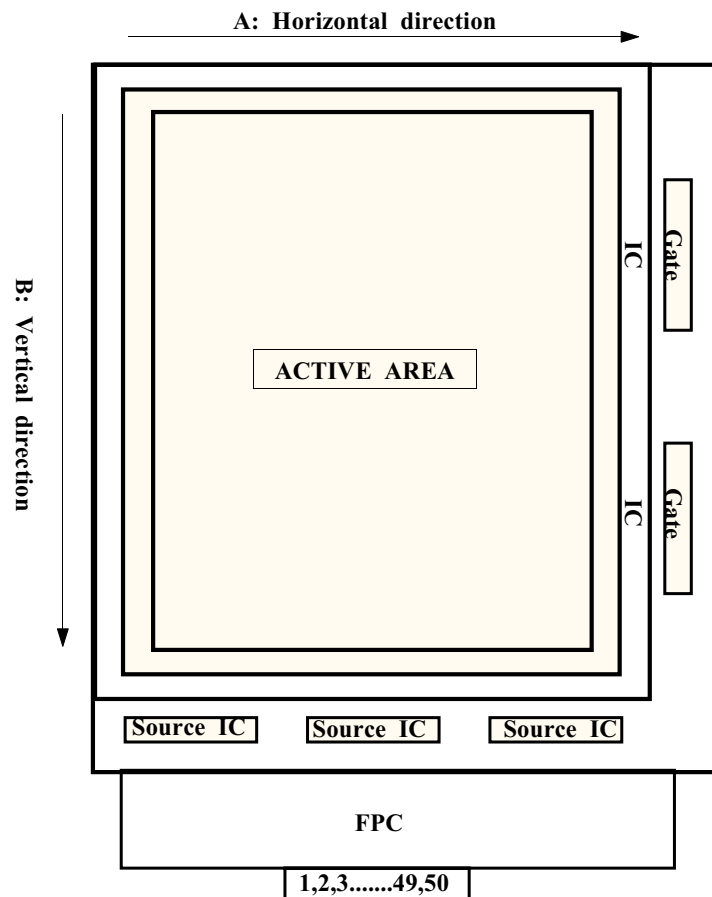 A: Horizontal direction
B: Vertical direction
Gate
IC
ACTIVE AREA
Gate
IC
Source IC
Source IC
Source IC
FPC
1,2,3.......49,50